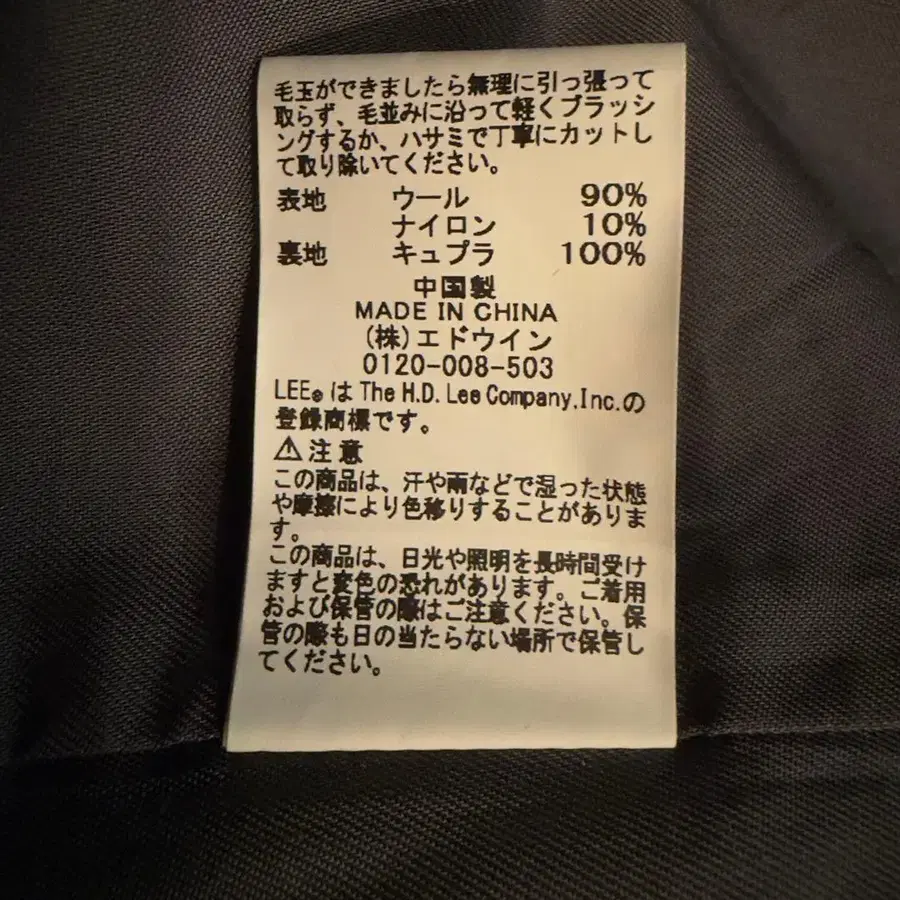 毛玉ができましたら無理に引っ張って
取らず、毛並みに沿って軽くブラッシ
ングするか、ハサミで丁寧にカットし
て取り除いてください。
表地 ウール 90%
ナイロン 10%
裏地 キュプラ 100%
中国製
MADE IN CHINA
(株)エドウイン
0120-008-503
LEE® は The H.D. Lee Company,Inc.の
登録商標です。
⚠注意
この商品は、汗や雨などで湿った状態
や摩擦により色移りすることがありま
す。
この商品は、日光や照明を長時間受け
ますと変色の恐れがあります。ご着用
および保管の際はご注意ください。保
管の際も日の当たらない場所で保管し
てください。